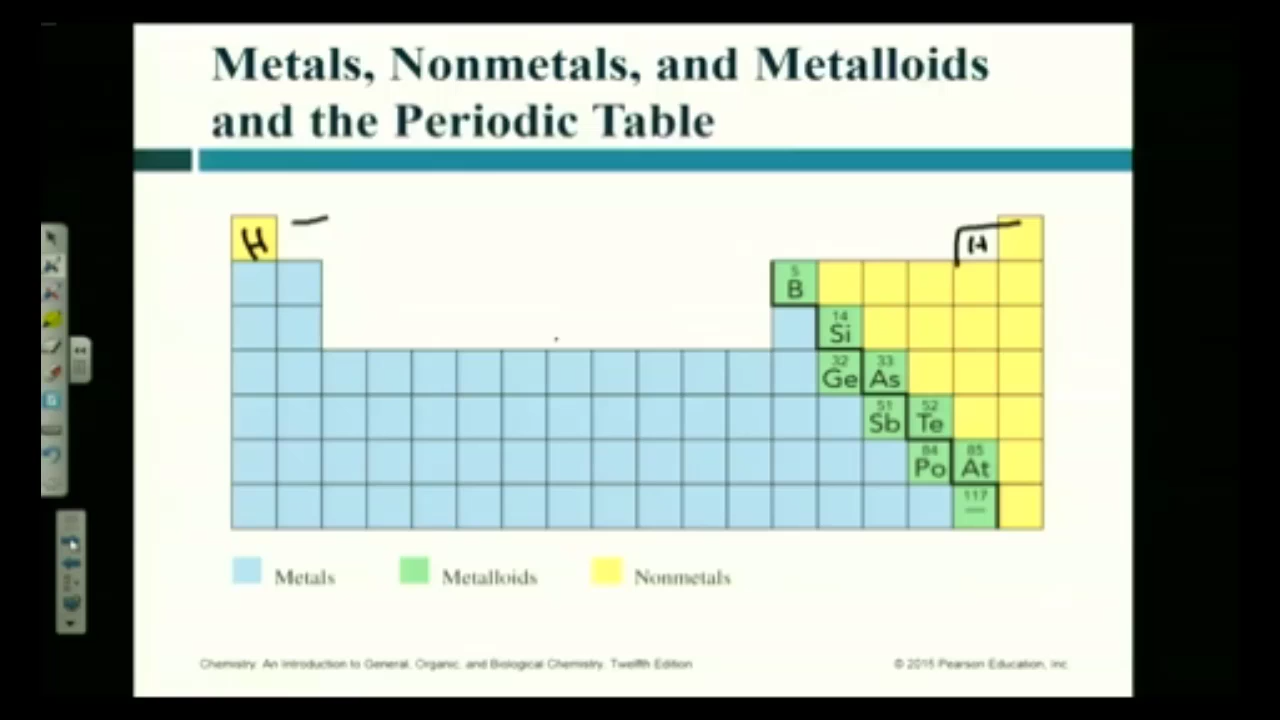 Metals, Nonmetals, and Metalloids
and the Periodic Table
H
H
5
B
14
Si
32 33
Ge As
51 52
Sb Te
84 85
Po At
117
Metals Metalloids Nonmetals
Chemistry: An Introduction to General, Organic, and Biological Chemistry, Twelfth Edition © 2015 Pearson Education, Inc.